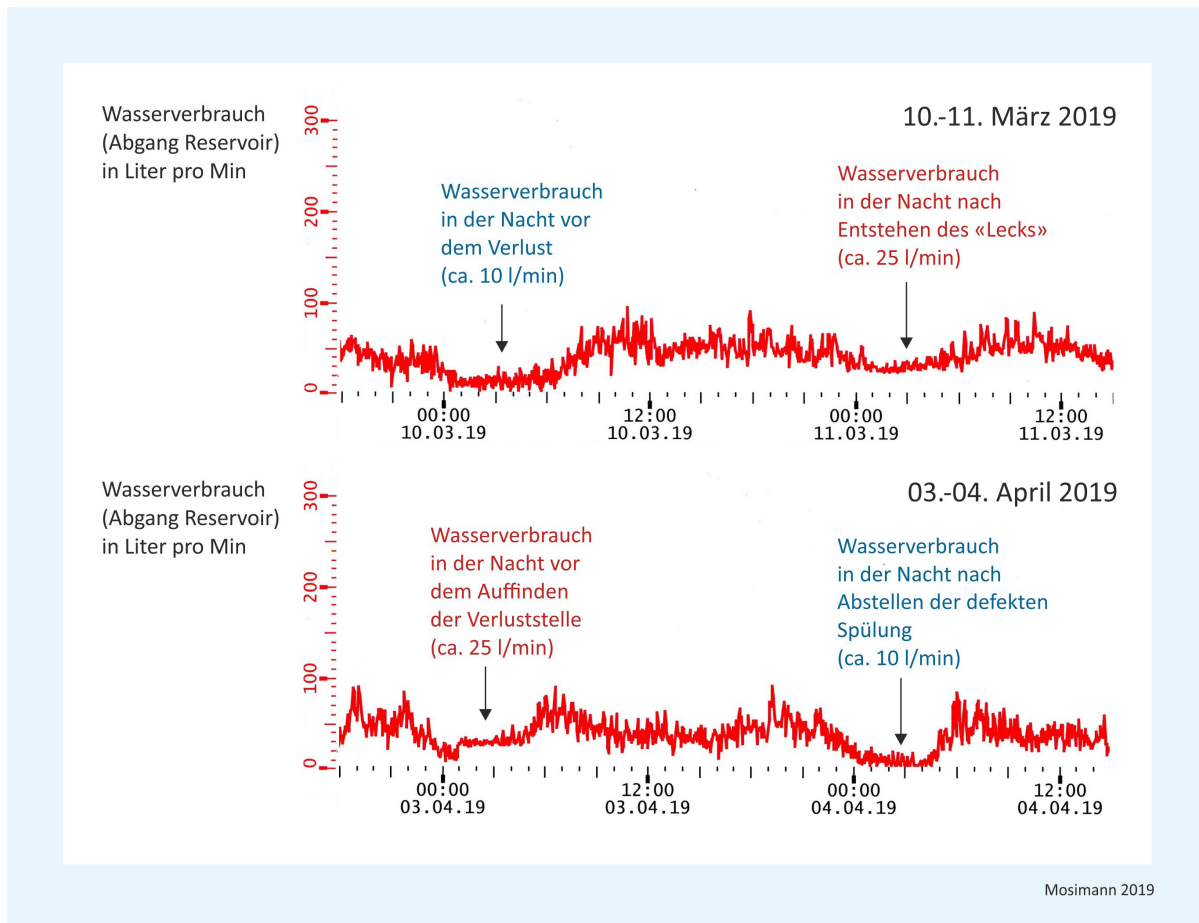 Wasserverbrauch
(Abgang Reservoir)
in Liter pro Min
10.-11. März 2019
Wasserverbrauch
in der Nacht vor
dem Verlust
(ca. 10 l/min)
Wasserverbrauch
in der Nacht nach
Entstehen des «Lecks»
(ca. 25 l/min)
300
200
100
0
00:00 12:00 00:00 12:00
10.03.19 10.03.19 11.03.19 11.03.19
Wasserverbrauch
(Abgang Reservoir)
in Liter pro Min
03.-04. April 2019
Wasserverbrauch
in der Nacht vor
dem Auffinden
der Verluststelle
(ca. 25 l/min)
Wasserverbrauch
in der Nacht nach
Abstellen der defekten
Spülung
(ca. 10 l/min)
300
200
100
0
00:00 12:00 00:00 12:00
03.04.19 03.04.19 04.04.19 04.04.19
Mosimann 2019